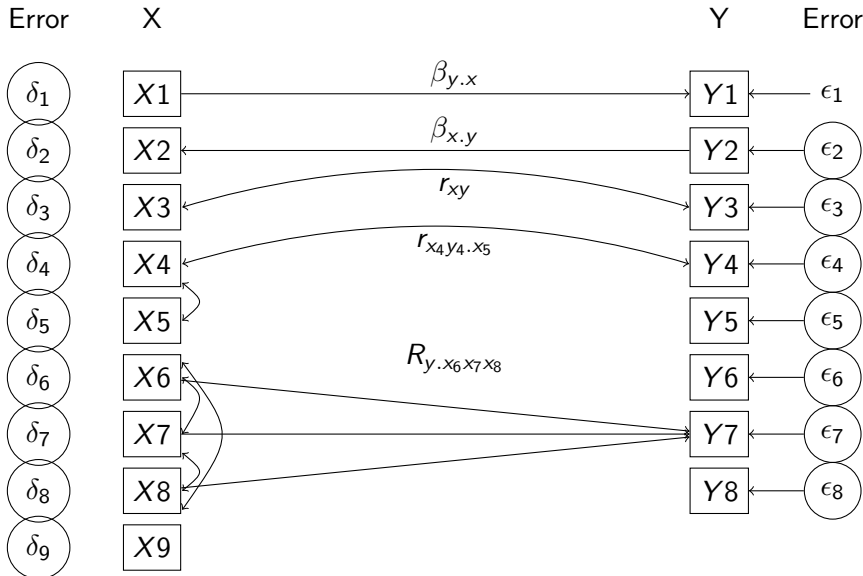 Error X Y Error
δ1 X1 βy.x Y1 ϵ1
δ2 X2 βx.y Y2 ϵ2
δ3 X3 rxy Y3 ϵ3
δ4 X4 rx4y4.x5 Y4 ϵ4
δ5 X5 Y5 ϵ5
δ6 X6 Ry.x6x7x8 Y6 ϵ6
δ7 X7 Y7 ϵ7
δ8 X8 Y8 ϵ8
δ9 X9